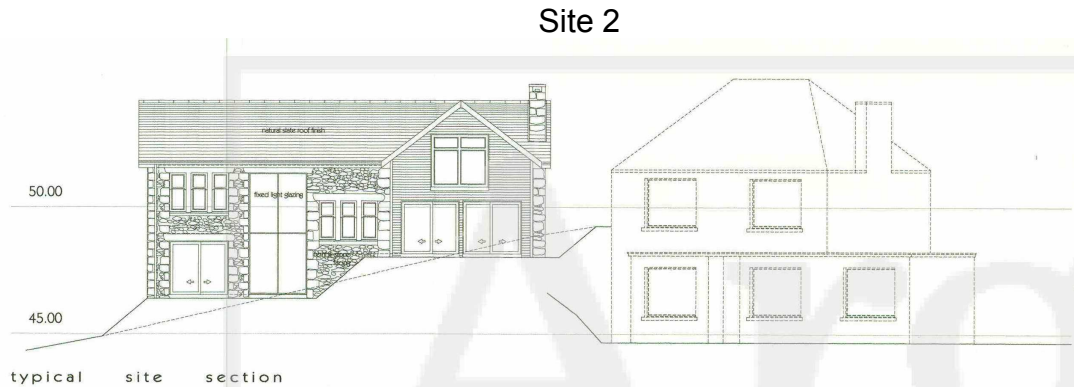 Site 2
natural slate roof finish
50.00
fixed light glazing
45.00
typical site section